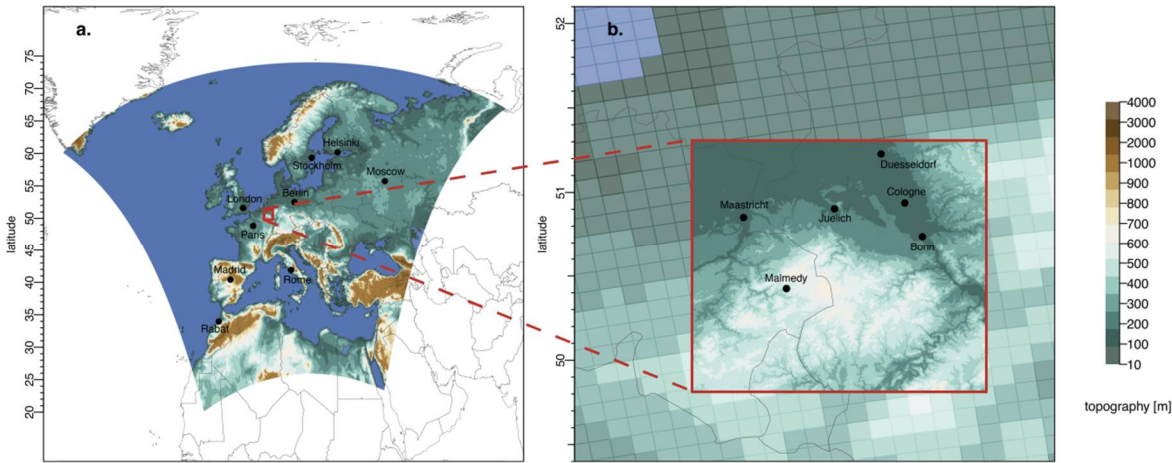 a.
latitude
75
70
65
60
55
50
45
40
35
30
25
20
Helsinki
Stockholm
Moscow
Berlin
London
Paris
Madrid
Rome
Rabat
b.
latitude
52
51
50
Duesseldorf
Cologne
Maastricht
Juelich
Bonn
Malmedy
4000
3000
2000
1000
900
800
700
600
500
400
300
200
100
10
topography [m]